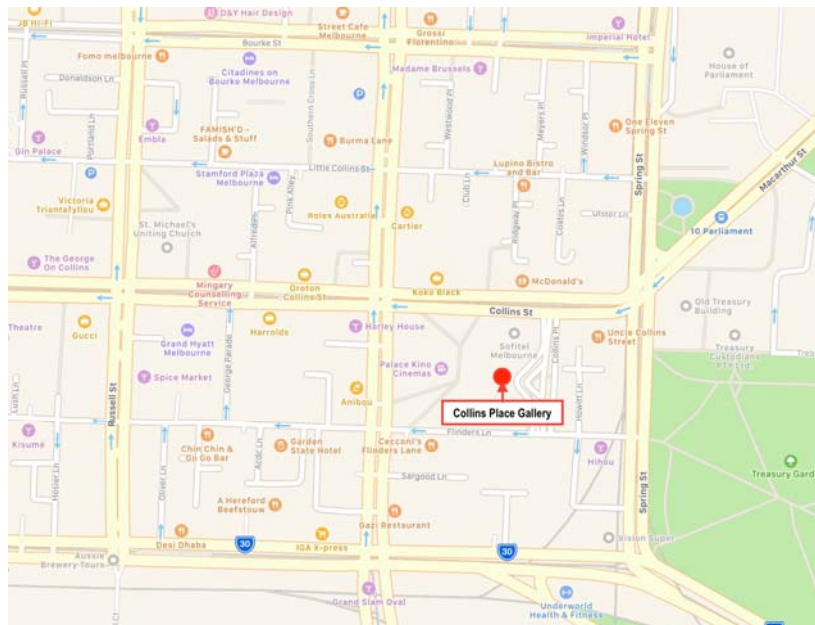 JB Hi-Fi
D&Y Hair Design
Street Cafe
Melbourne
Grossi
Florentino
Imperial Hotel
Bourke St
Fomo melbourne
Citadines on
Bourke Melbourne
Madame Brussels
House of
Parliament
Russell Pl
Donaldson Ln
Southern Cross Ln
Portland Ln
Gin Palace
Embla
FAMISH'D -
Salads & Stuff
Burma Lane
Westwood Pl
Meyers Pl
Windsor Pl
One Eleven
Spring St
Spring St
Macarthur St
Little Collins St
Lupino Bistro
and Bar
Stamford Plaza
Melbourne
Pink Alley
Club Ln
Victoria
Triantafyllou
St. Michael's
Uniting Church
Alfred Pl
Rolex Australia
Cartier
Ridgway Pl
Coates Ln
Ulster Ln
10 Parliament
The George
On Collins
Mingary
Counselling
Service
Oroton
Collins St
Koko Black
McDonald's
Collins St
Old Treasury
Building
Theatre
Gucci
Grand Hyatt
Melbourne
George Parade
Harrolds
Harley House
Sofitel
Melbourne
Collins Pl
Uncle Collins
Street
Treasury
Custodians
PTY Ltd
Trea
Palace Kino
Cinemas
Spice Market
Lush Ln
Russell St
Anibou
Collins Place Gallery
Howitt Ln
Kisume
Flinders Ln
Chin Chin &
Go Go Bar
Acdc Ln
Garden
State Hotel
Cecconi's
Flinders Lane
Hihou
Treasury Gard
Hosier Ln
Oliver Ln
Sargood Ln
Spring St
A Hereford
Beefstouw
Gazi Restaurant
Desi Dhaba
30
IGA X-press
30
Vision Super
Aussie
Brewery Tours
Grand Slam Oval
Underworld
Health & Fitness